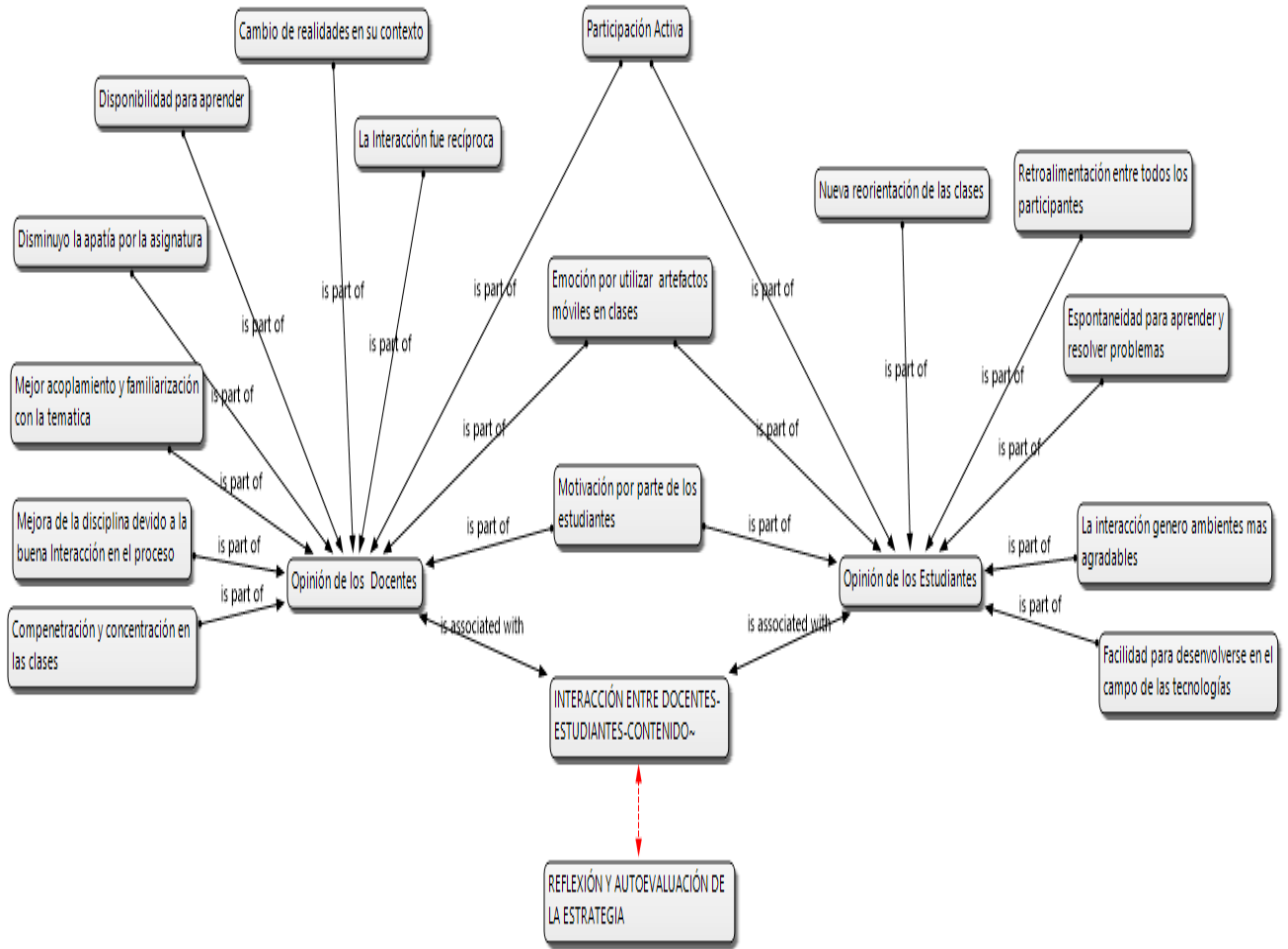 Cambio de realidades en su contexto
Participación Activa
Disponibilidad para aprender
La Interacción fue recíproca
Nueva reorientación de las clases
Retroalimentación entre todos los
participantes
Disminuyo la apatía por la asignatura
Emoción por utilizar artefactos
móviles en clases
Espontaneidad para aprender y
resolver problemas
is part of
is part of
is part of
is part of
is part of
is part of
is part of
Mejor acoplamiento y familiarización
con la tematica
is part of
is part of
is part of
is part of
is part of
Motivación por parte de los
estudiantes
Mejora de la disciplina devido a la
buena Interacción en el proceso
is part of
is part of
is part of
La interacción genero ambientes mas
agradables
is part of
Opinión de los Docentes
Opinión de los Estudiantes
is part of
is part of
Compenetración y concentración en
las clases
is associated with
is associated with
Facilidad para desenvolverse en el
campo de las tecnologías
INTERACCIÓN ENTRE DOCENTES-
ESTUDIANTES-CONTENIDO~
REFLEXIÓN Y AUTOEVALUACIÓN DE
LA ESTRATEGIA